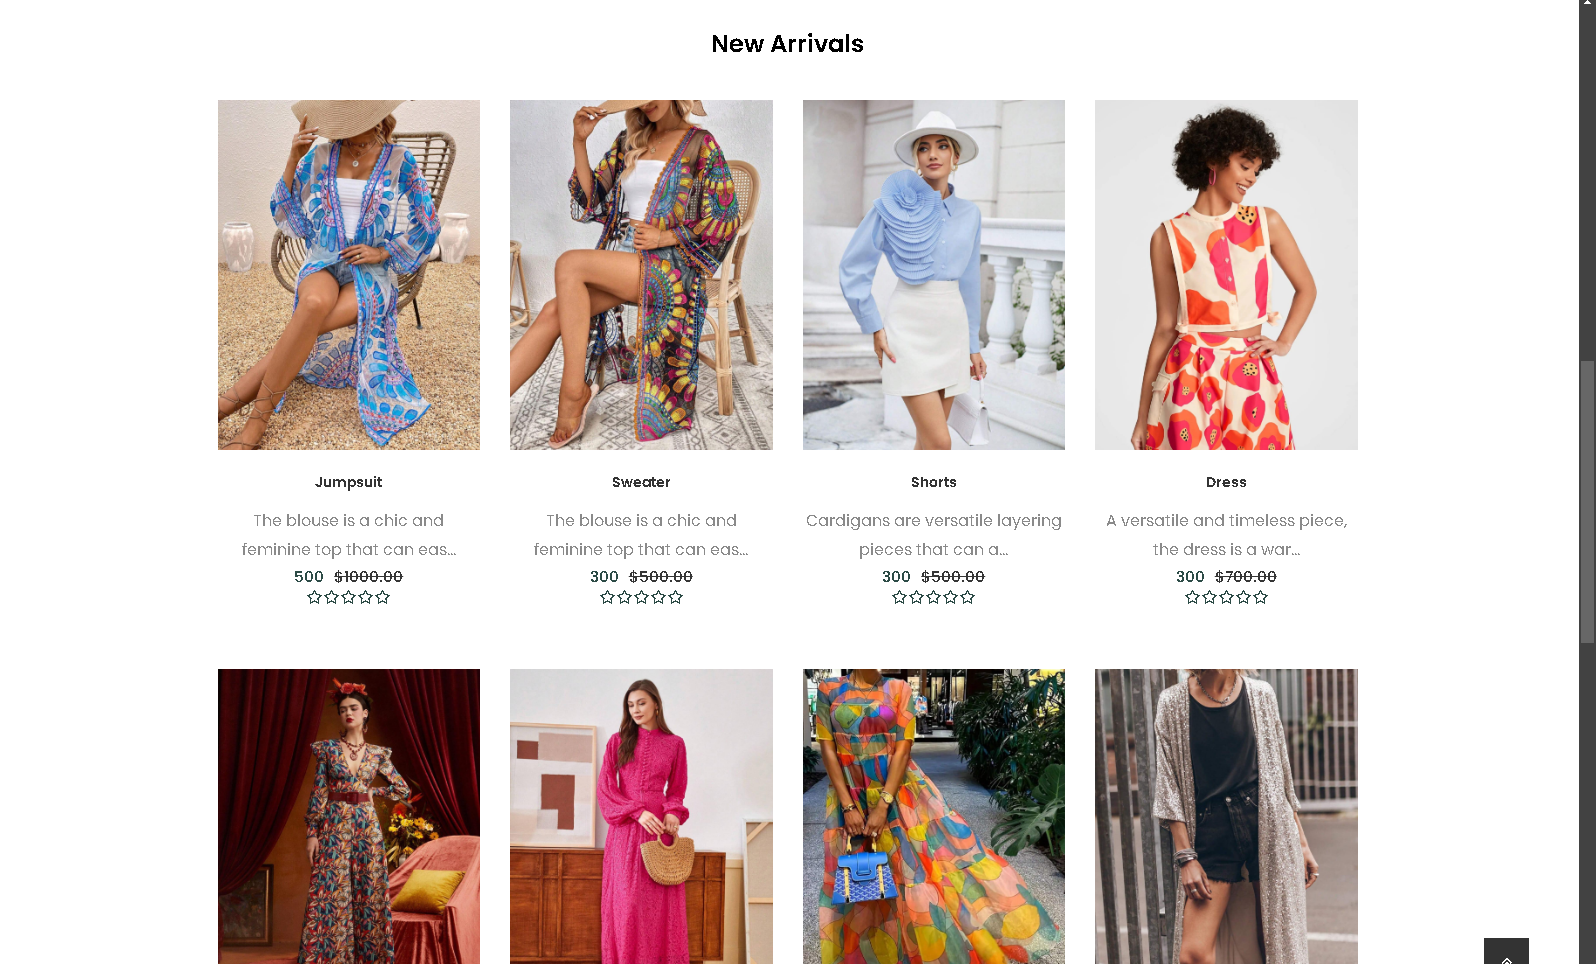 New Arrivals
Jumpsuit
The blouse is a chic and
feminine top that can eas...
500 $1000.00
Sweater
The blouse is a chic and
feminine top that can eas...
300 $500.00
Shorts
Cardigans are versatile layering
pieces that can a...
300 $500.00
Dress
A versatile and timeless piece,
the dress is a war...
300 $700.00